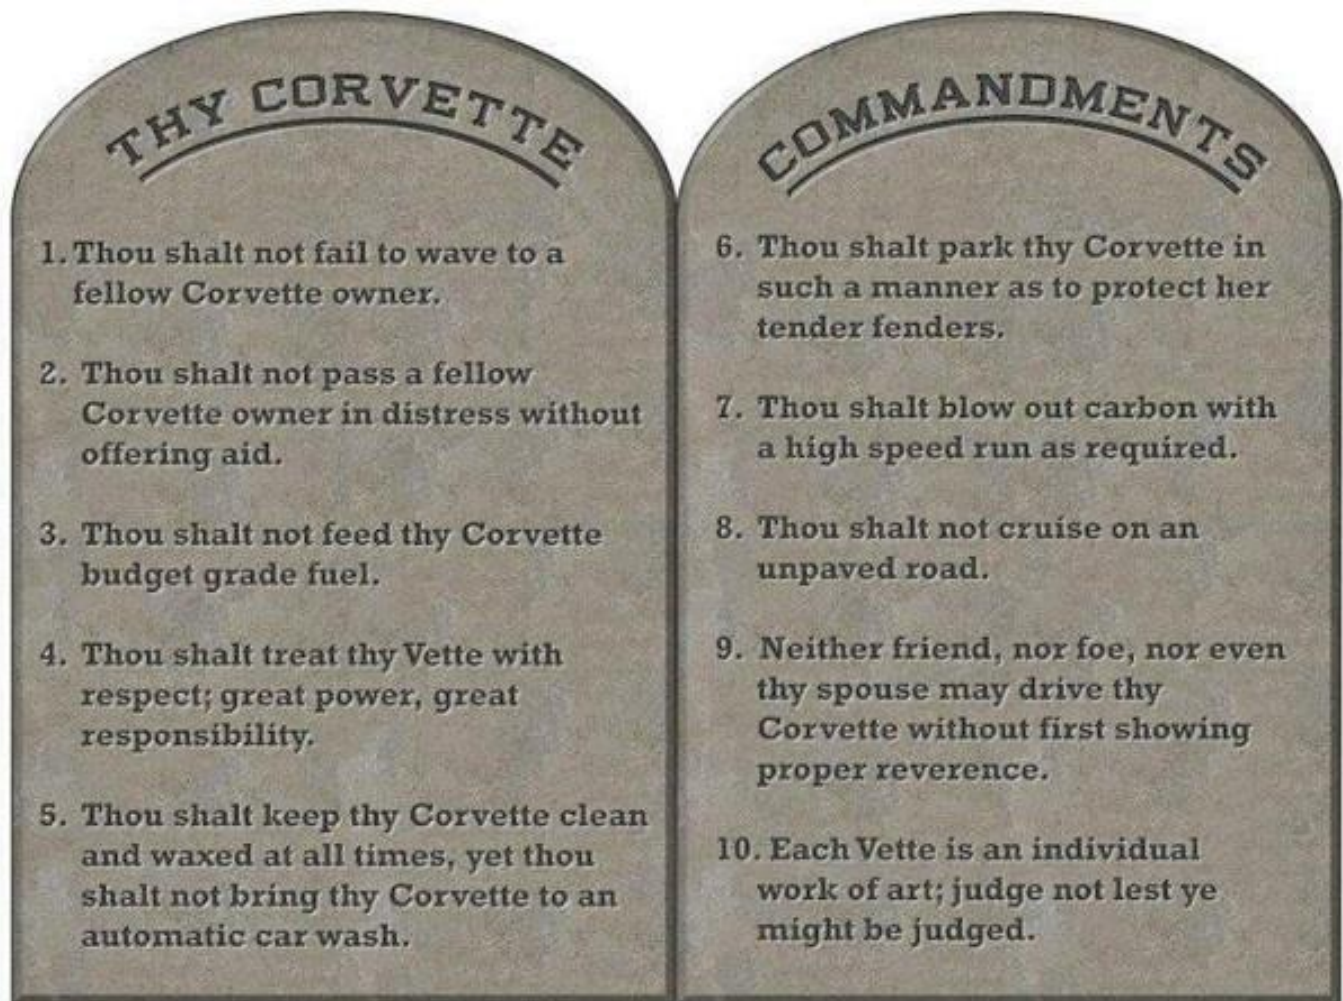 THY CORVETTE
1. Thou shalt not fail to wave to a
fellow Corvette owner.
2. Thou shalt not pass a fellow
Corvette owner in distress without
offering aid.
3. Thou shalt not feed thy Corvette
budget grade fuel.
4. Thou shalt treat thy Vette with
respect; great power, great
responsibility.
5. Thou shalt keep thy Corvette clean
and waxed at all times, yet thou
shalt not bring thy Corvette to an
automatic car wash.
COMMANDMENTS
6. Thou shalt park thy Corvette in
such a manner as to protect her
tender fenders.
7. Thou shalt blow out carbon with
a high speed run as required.
8. Thou shalt not cruise on an
unpaved road.
9. Neither friend, nor foe, nor even
thy spouse may drive thy
Corvette without first showing
proper reverence.
10. Each Vette is an individual
work of art; judge not lest ye
might be judged.